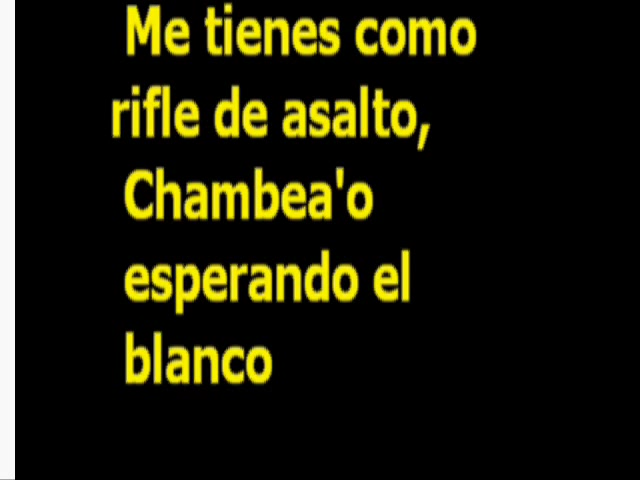 Me tienes como
rifle de asalto,
Chambea'o
esperando el
blanco